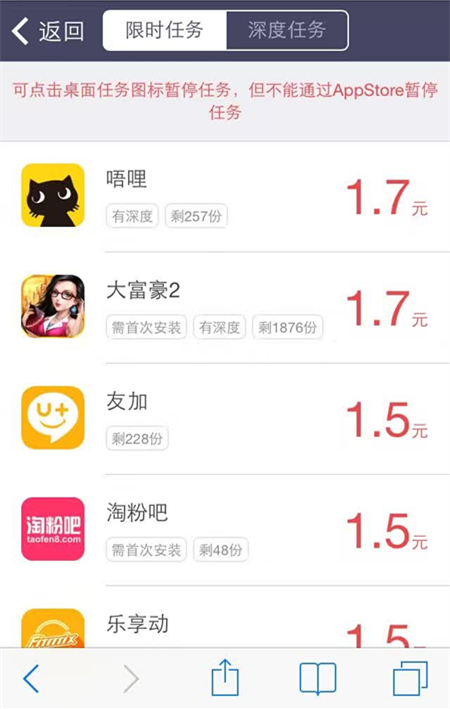 返回
限时任务
深度任务
可点击桌面任务图标暂停任务，但不能通过AppStore暂停
任务
唔哩
有深度
剩257份
1.7元
大富豪2
需首次安装
有深度
剩1876份
1.7元
u+
友加
剩228份
1.5元
淘粉吧
taofen8.com
淘粉吧
需首次安装
剩48份
1.5元
乐享动
1.5元